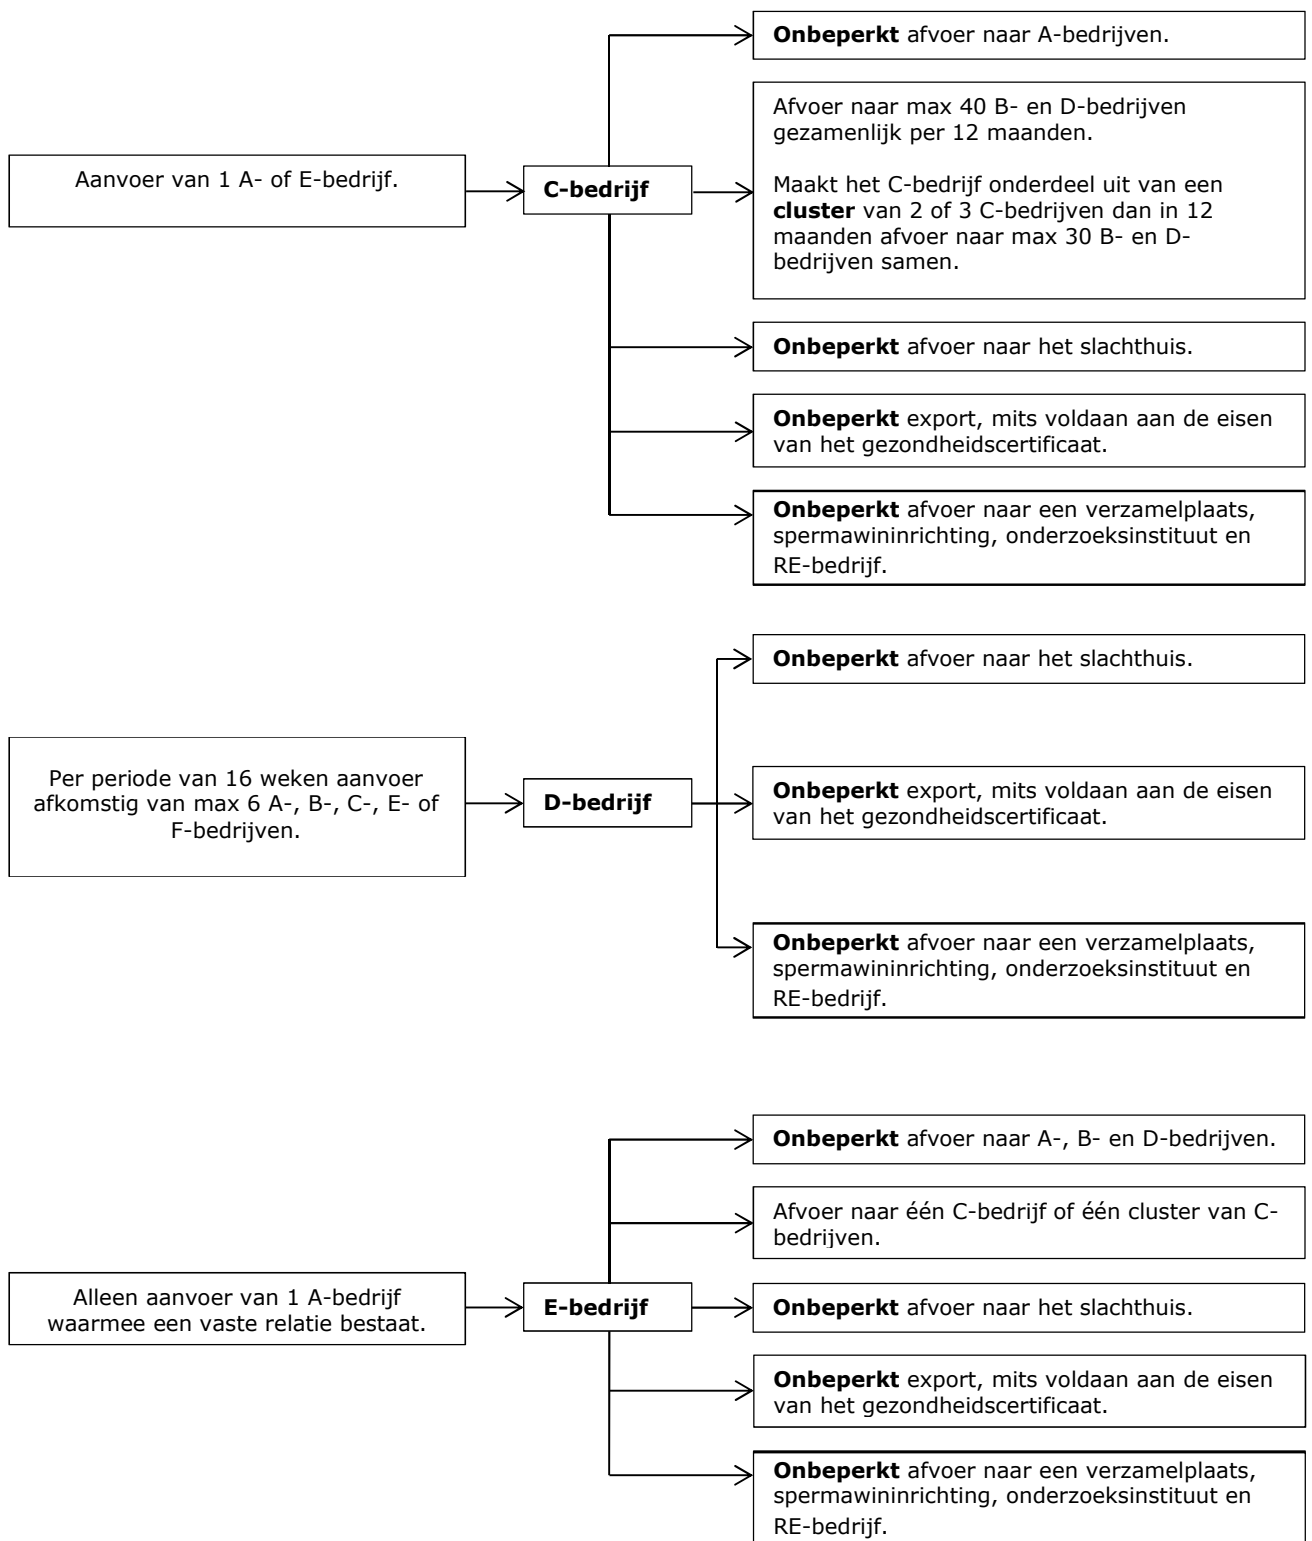 Onbeperkt afvoer naar A-bedrijven.
Afvoer naar max 40 B- en D-bedrijven
gezamenlijk per 12 maanden.
Maakt het C-bedrijf onderdeel uit van een
cluster van 2 of 3 C-bedrijven dan in 12
maanden afvoer naar max 30 B- en D-
bedrijven samen.
Aanvoer van 1 A- of E-bedrijf.
C-bedrijf
Onbeperkt afvoer naar het slachthuis.
Onbeperkt export, mits voldaan aan de eisen
van het gezondheidscertificaat.
Onbeperkt afvoer naar een verzamelplaats,
spermawininrichting, onderzoeksinstituut en
RE-bedrijf.
Onbeperkt afvoer naar het slachthuis.
Per periode van 16 weken aanvoer
afkomstig van max 6 A-, B-, C-, E- of
F-bedrijven.
D-bedrijf
Onbeperkt export, mits voldaan aan de eisen
van het gezondheidscertificaat.
Onbeperkt afvoer naar een verzamelplaats,
spermawininrichting, onderzoeksinstituut en
RE-bedrijf.
Onbeperkt afvoer naar A-, B- en D-bedrijven.
Afvoer naar één C-bedrijf of één cluster van C-
bedrijven.
Alleen aanvoer van 1 A-bedrijf
waarmee een vaste relatie bestaat.
E-bedrijf
Onbeperkt afvoer naar het slachthuis.
Onbeperkt export, mits voldaan aan de eisen
van het gezondheidscertificaat.
Onbeperkt afvoer naar een verzamelplaats,
spermawininrichting, onderzoeksinstituut en
RE-bedrijf.